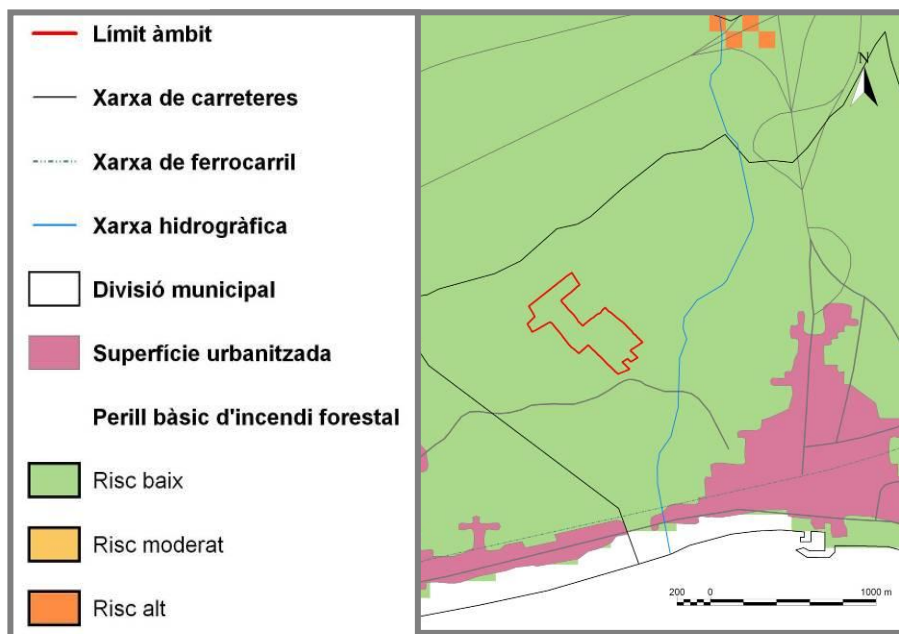 Límit àmbit
Xarxa de carreteres
Xarxa de ferrocarril
Xarxa hidrogràfica
Divisió municipal
Superfície urbanitzada
Perill bàsic d'incendi forestal
Risc baix
Risc moderat
Risc alt
N
200 0 1000 m